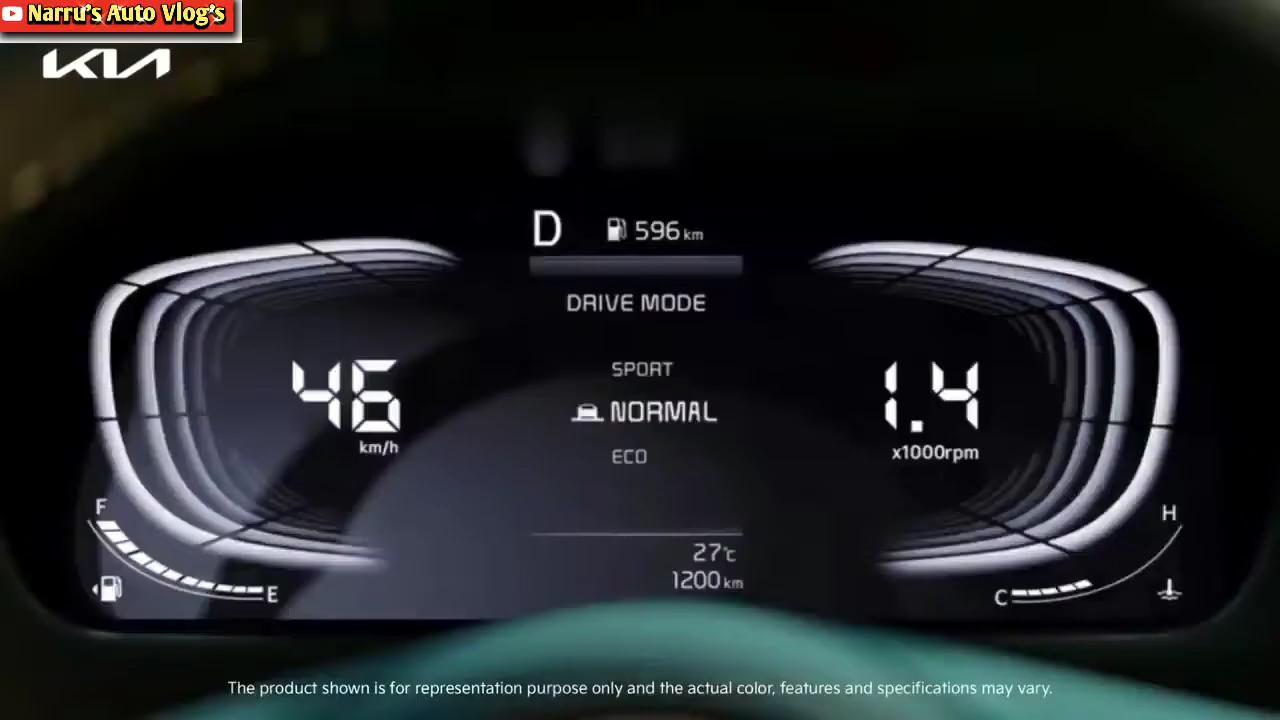 Narru's Auto Vlog's
KIA
D 596 km
DRIVE MODE
SPORT
46 NORMAL 1.4
km/h x1000rpm
ECO
F H
27°C
1200 km
E C
The product shown is for representation purpose only and the actual color, features and specifications may vary.